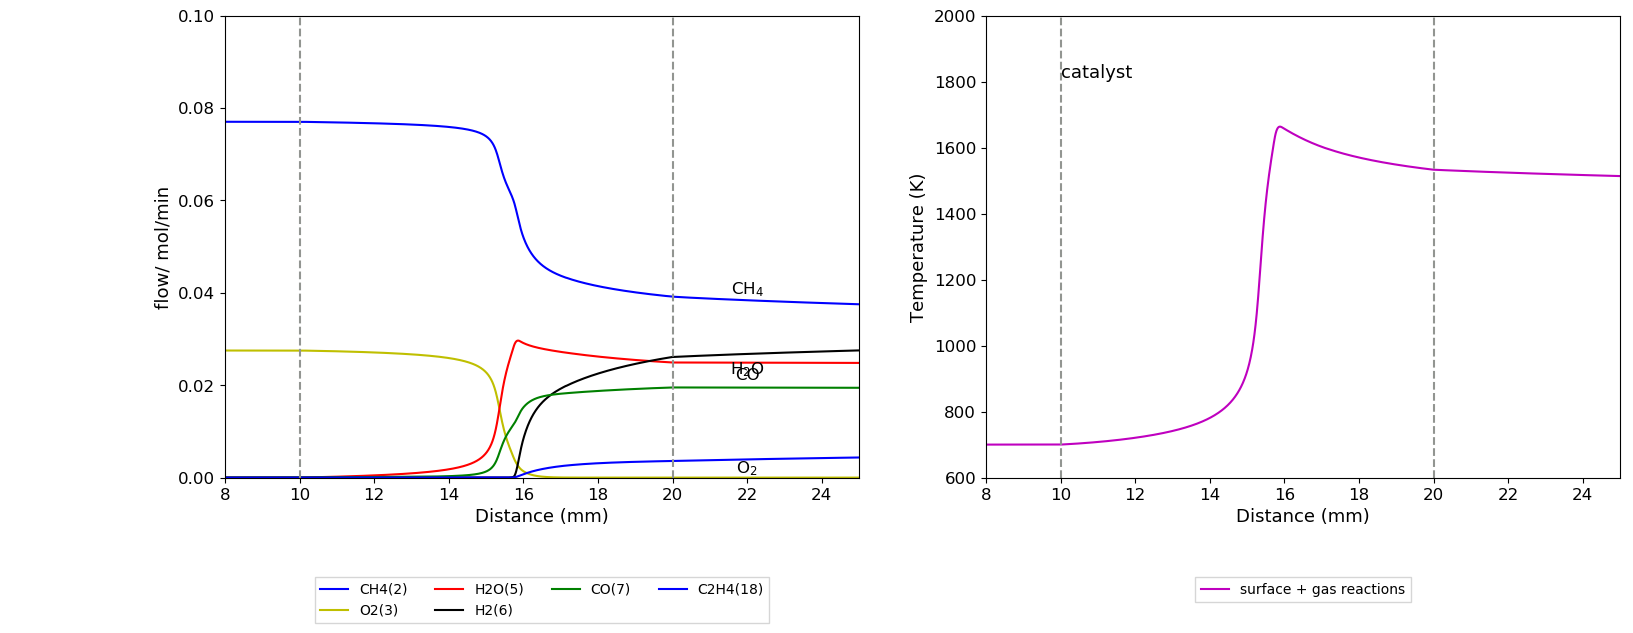 0.10
0.08
0.06
0.04
0.02
0.00
flow/ mol/min
CH4
H2O
CO
O2
8 10 12 14 16 18 20 22 24
Distance (mm)
CH4(2) H2O(5) CO(7) C2H4(18)
O2(3) H2(6)
2000
1800
1600
1400
1200
1000
800
600
Temperature (K)
catalyst
8 10 12 14 16 18 20 22 24
Distance (mm)
surface + gas reactions